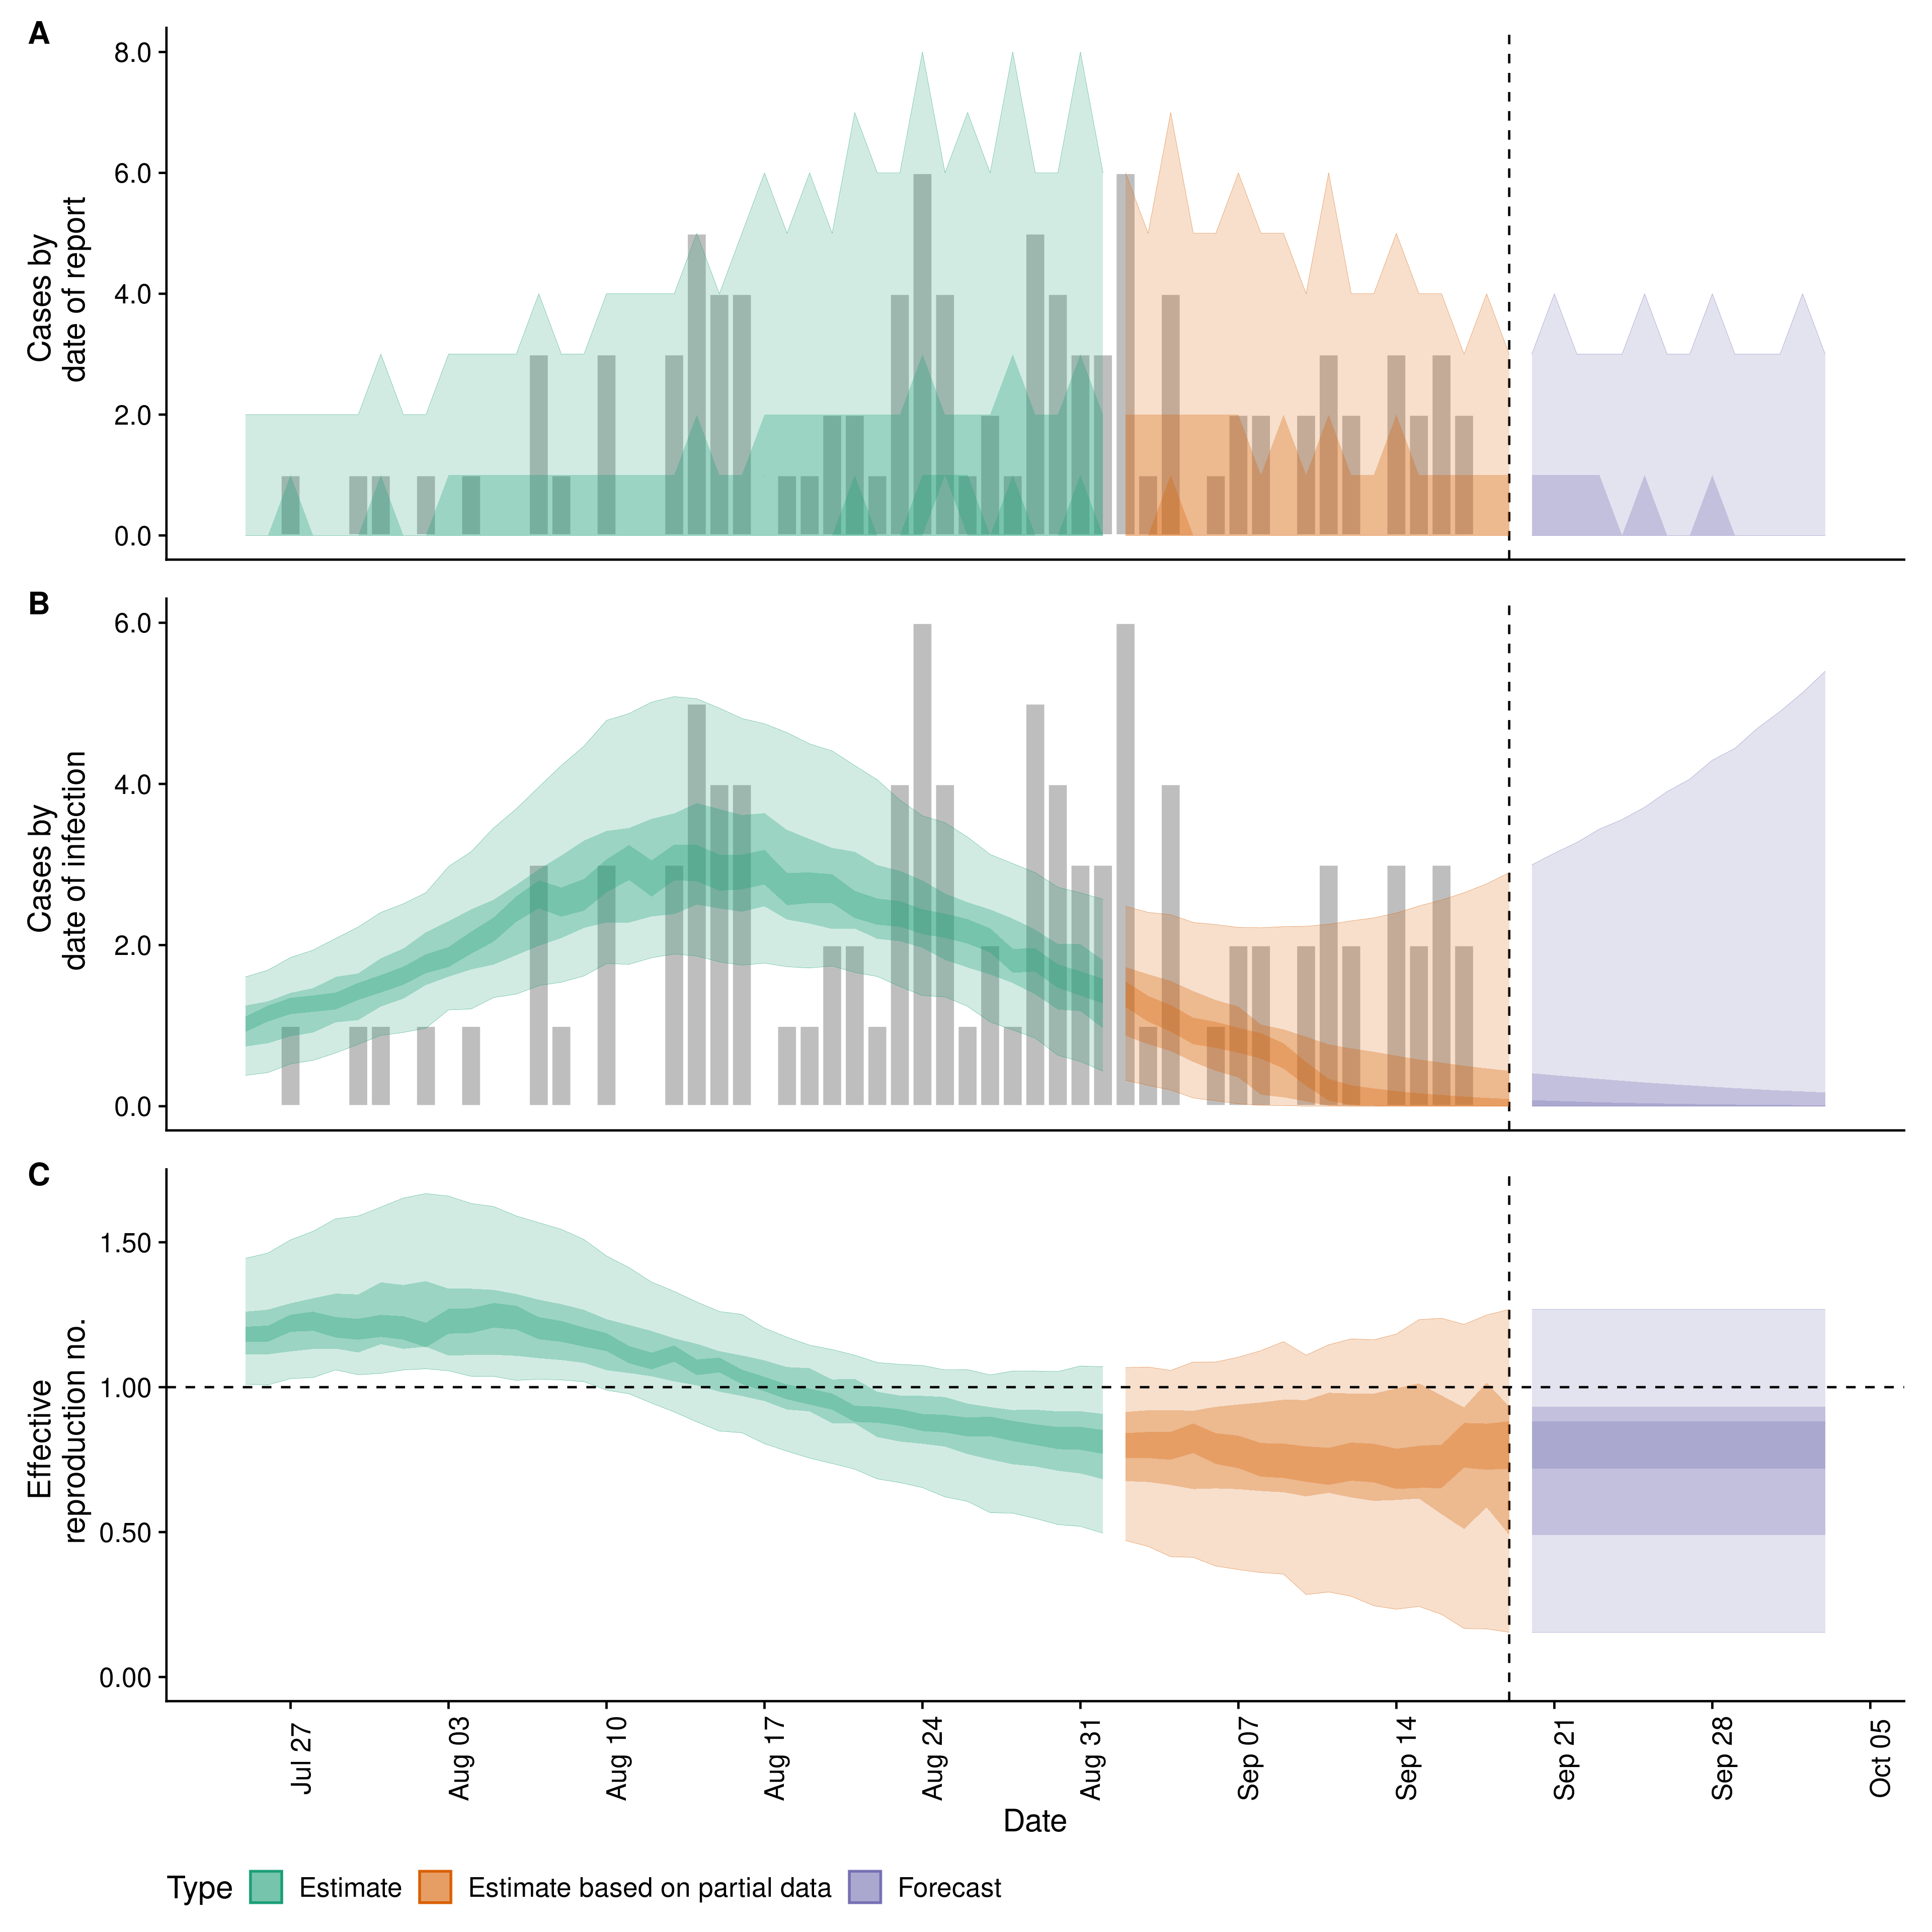 A
8.0
6.0
4.0
2.0
0.0
Cases by
date of report
B
6.0
4.0
2.0
0.0
Cases by
date of infection
C
1.50
1.00
0.50
0.00
Effective
reproduction no.
Jul 27
Aug 03
Aug 10
Aug 17
Aug 24
Aug 31
Sep 07
Sep 14
Sep 21
Sep 28
Oct 05
Date
Type Estimate Estimate based on partial data Forecast